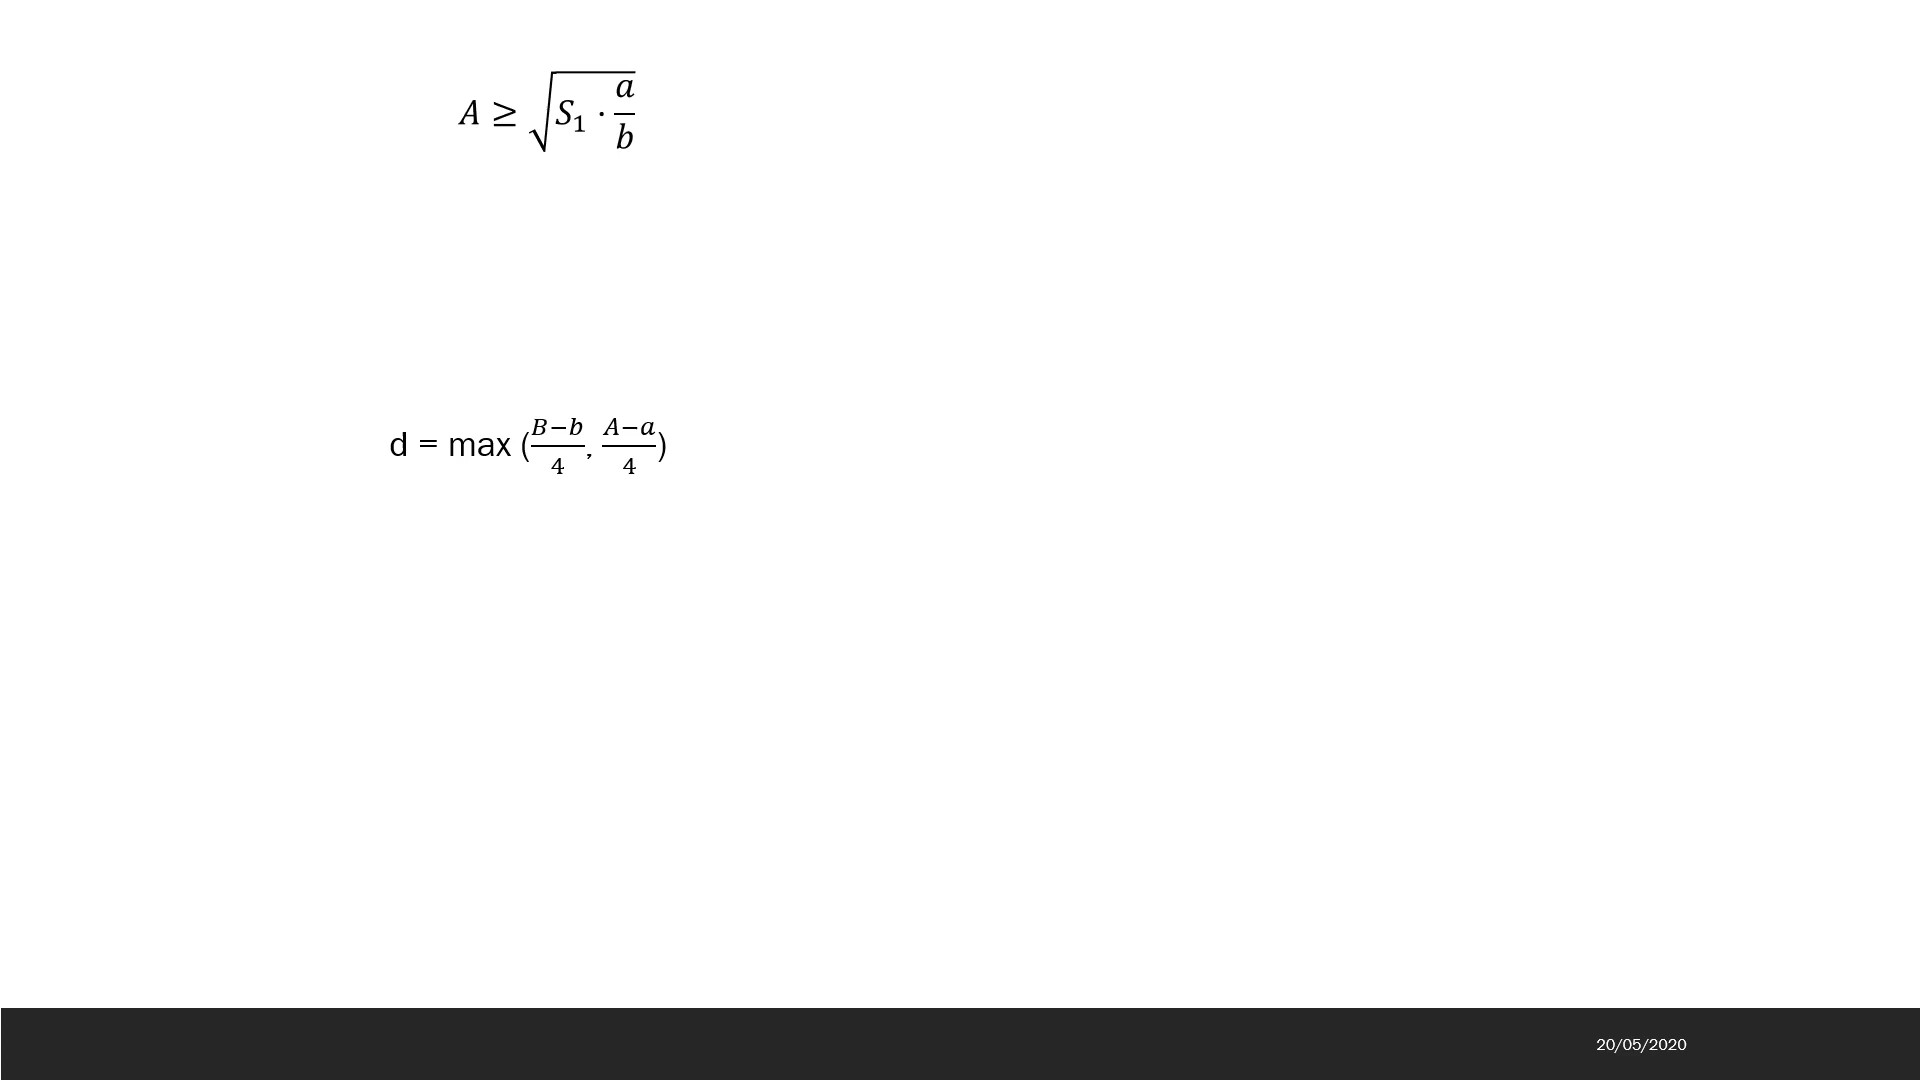 A ≥ √(S₁ · a/b)
d = max (B−b/4, A−a/4)
20/05/2020